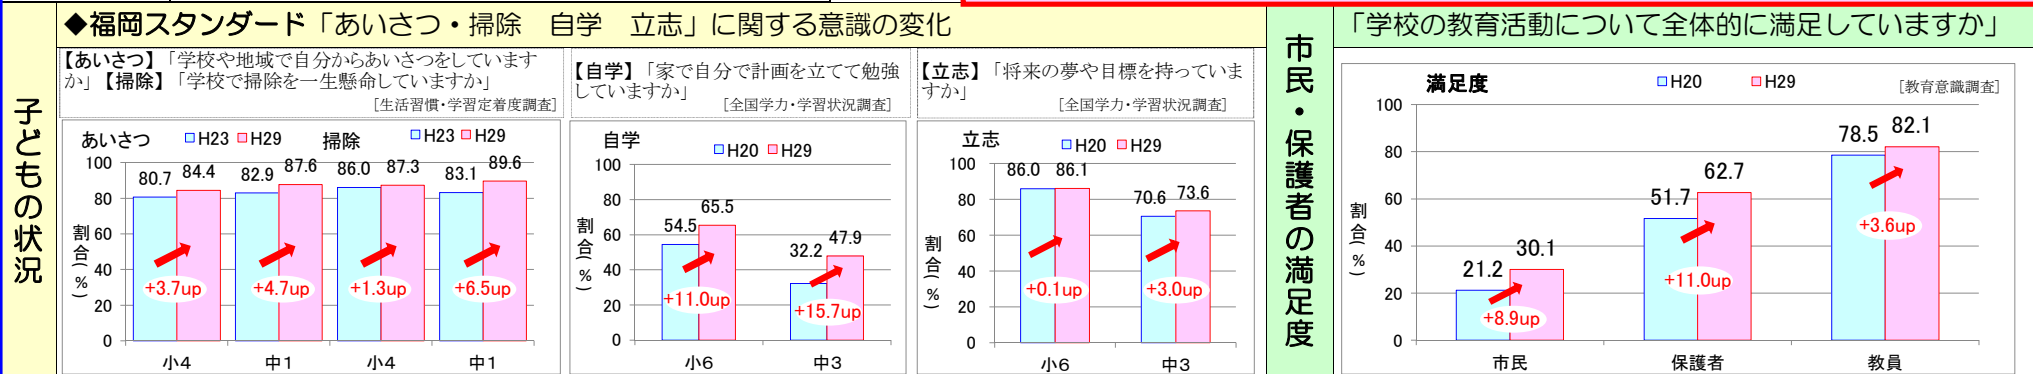 ◆福岡スタンダード「あいさつ・掃除　自学　立志」に関する意識の変化
子どもの状況
【あいさつ】「学校や地域で自分からあいさつをしています
か」【掃除】「学校で掃除を一生懸命していますか」
［生活習慣・学習定着度調査］
あいさつ
H23 H29
掃除
H23 H29
割合(%)
100
80
60
40
20
0
80.7 84.4
82.9 87.6
86.0 87.3
83.1 89.6
+3.7up
+4.7up
+1.3up
+6.5up
小4 中1 小4 中1
【自学】「家で自分で計画を立てて勉強
していますか」
［全国学力・学習状況調査］
自学
H20 H29
割合(%)
100
80
60
40
20
0
54.5 65.5
32.2 47.9
+11.0up
+15.7up
小6 中3
【立志】「将来の夢や目標を持っていま
すか」
［全国学力・学習状況調査］
立志
H20 H29
割合(%)
100
80
60
40
20
0
86.0 86.1
70.6 73.6
+0.1up
+3.0up
小6 中3
市民・保護者の満足度
「学校の教育活動について全体的に満足していますか」
満足度
H20 H29
［教育意識調査］
割合(%)
100
80
60
40
20
0
21.2 30.1
51.7 62.7
78.5 82.1
+8.9up
+11.0up
+3.6up
市民 保護者 教員